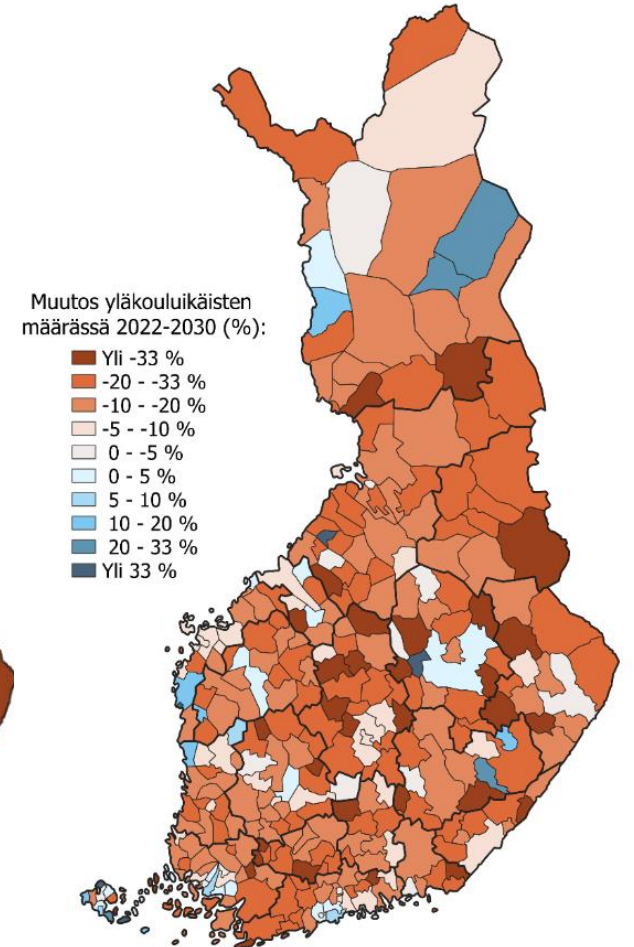 Muutos yläkouluikäisten
määrässä 2022-2030 (%):
Yli -33 %
-20 - -33 %
-10 - -20 %
-5 - -10 %
0 - -5 %
0 - 5 %
5 - 10 %
10 - 20 %
20 - 33 %
Yli 33 %